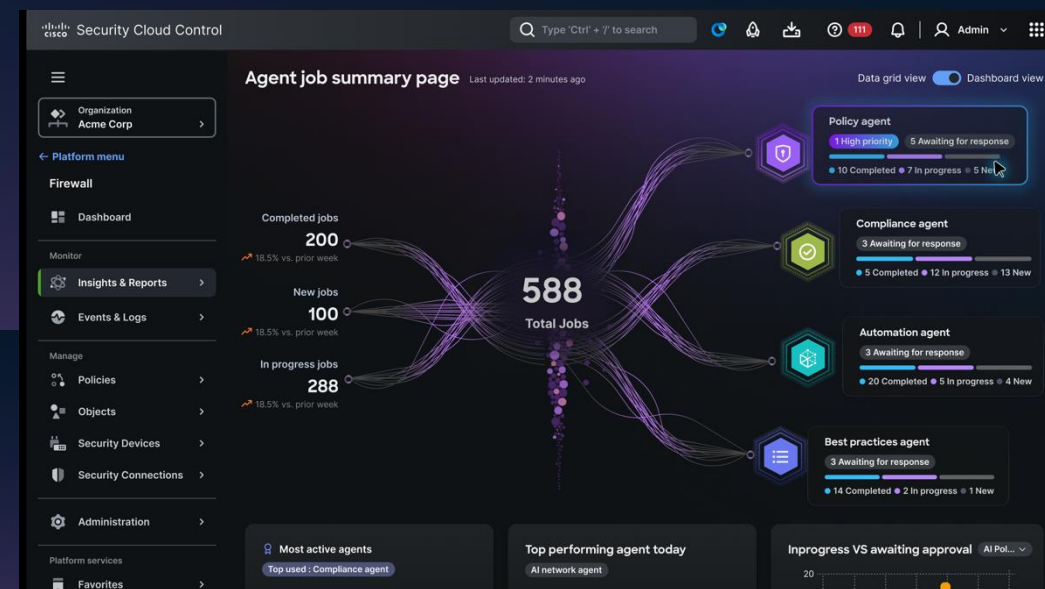 cisco Security Cloud Control
Type 'Ctrl' + '/' to search
111
Admin
Organization
Acme Corp
Platform menu
Firewall
Dashboard
Monitor
Insights & Reports
Events & Logs
Manage
Policies
Objects
Security Devices
Security Connections
Administration
Platform services
Favorites
Agent job summary page Last updated: 2 minutes ago
Data grid view Dashboard view
Completed jobs
200
18.5% vs. prior week
New jobs
100
18.5% vs. prior week
In progress jobs
288
18.5% vs. prior week
588
Total Jobs
Policy agent
1 High priority 5 Awaiting for response
10 Completed 7 In progress 5
Compliance agent
3 Awaiting for response
5 Completed 12 In progress 13 New
Automation agent
3 Awaiting for response
20 Completed 5 In progress 4 New
Best practices agent
3 Awaiting for response
14 Completed 2 In progress 1 New
Most active agents
Top used : Compliance agent
Top performing agent today
AI network agent
Inprogress VS awaiting approval AI Pol...
20